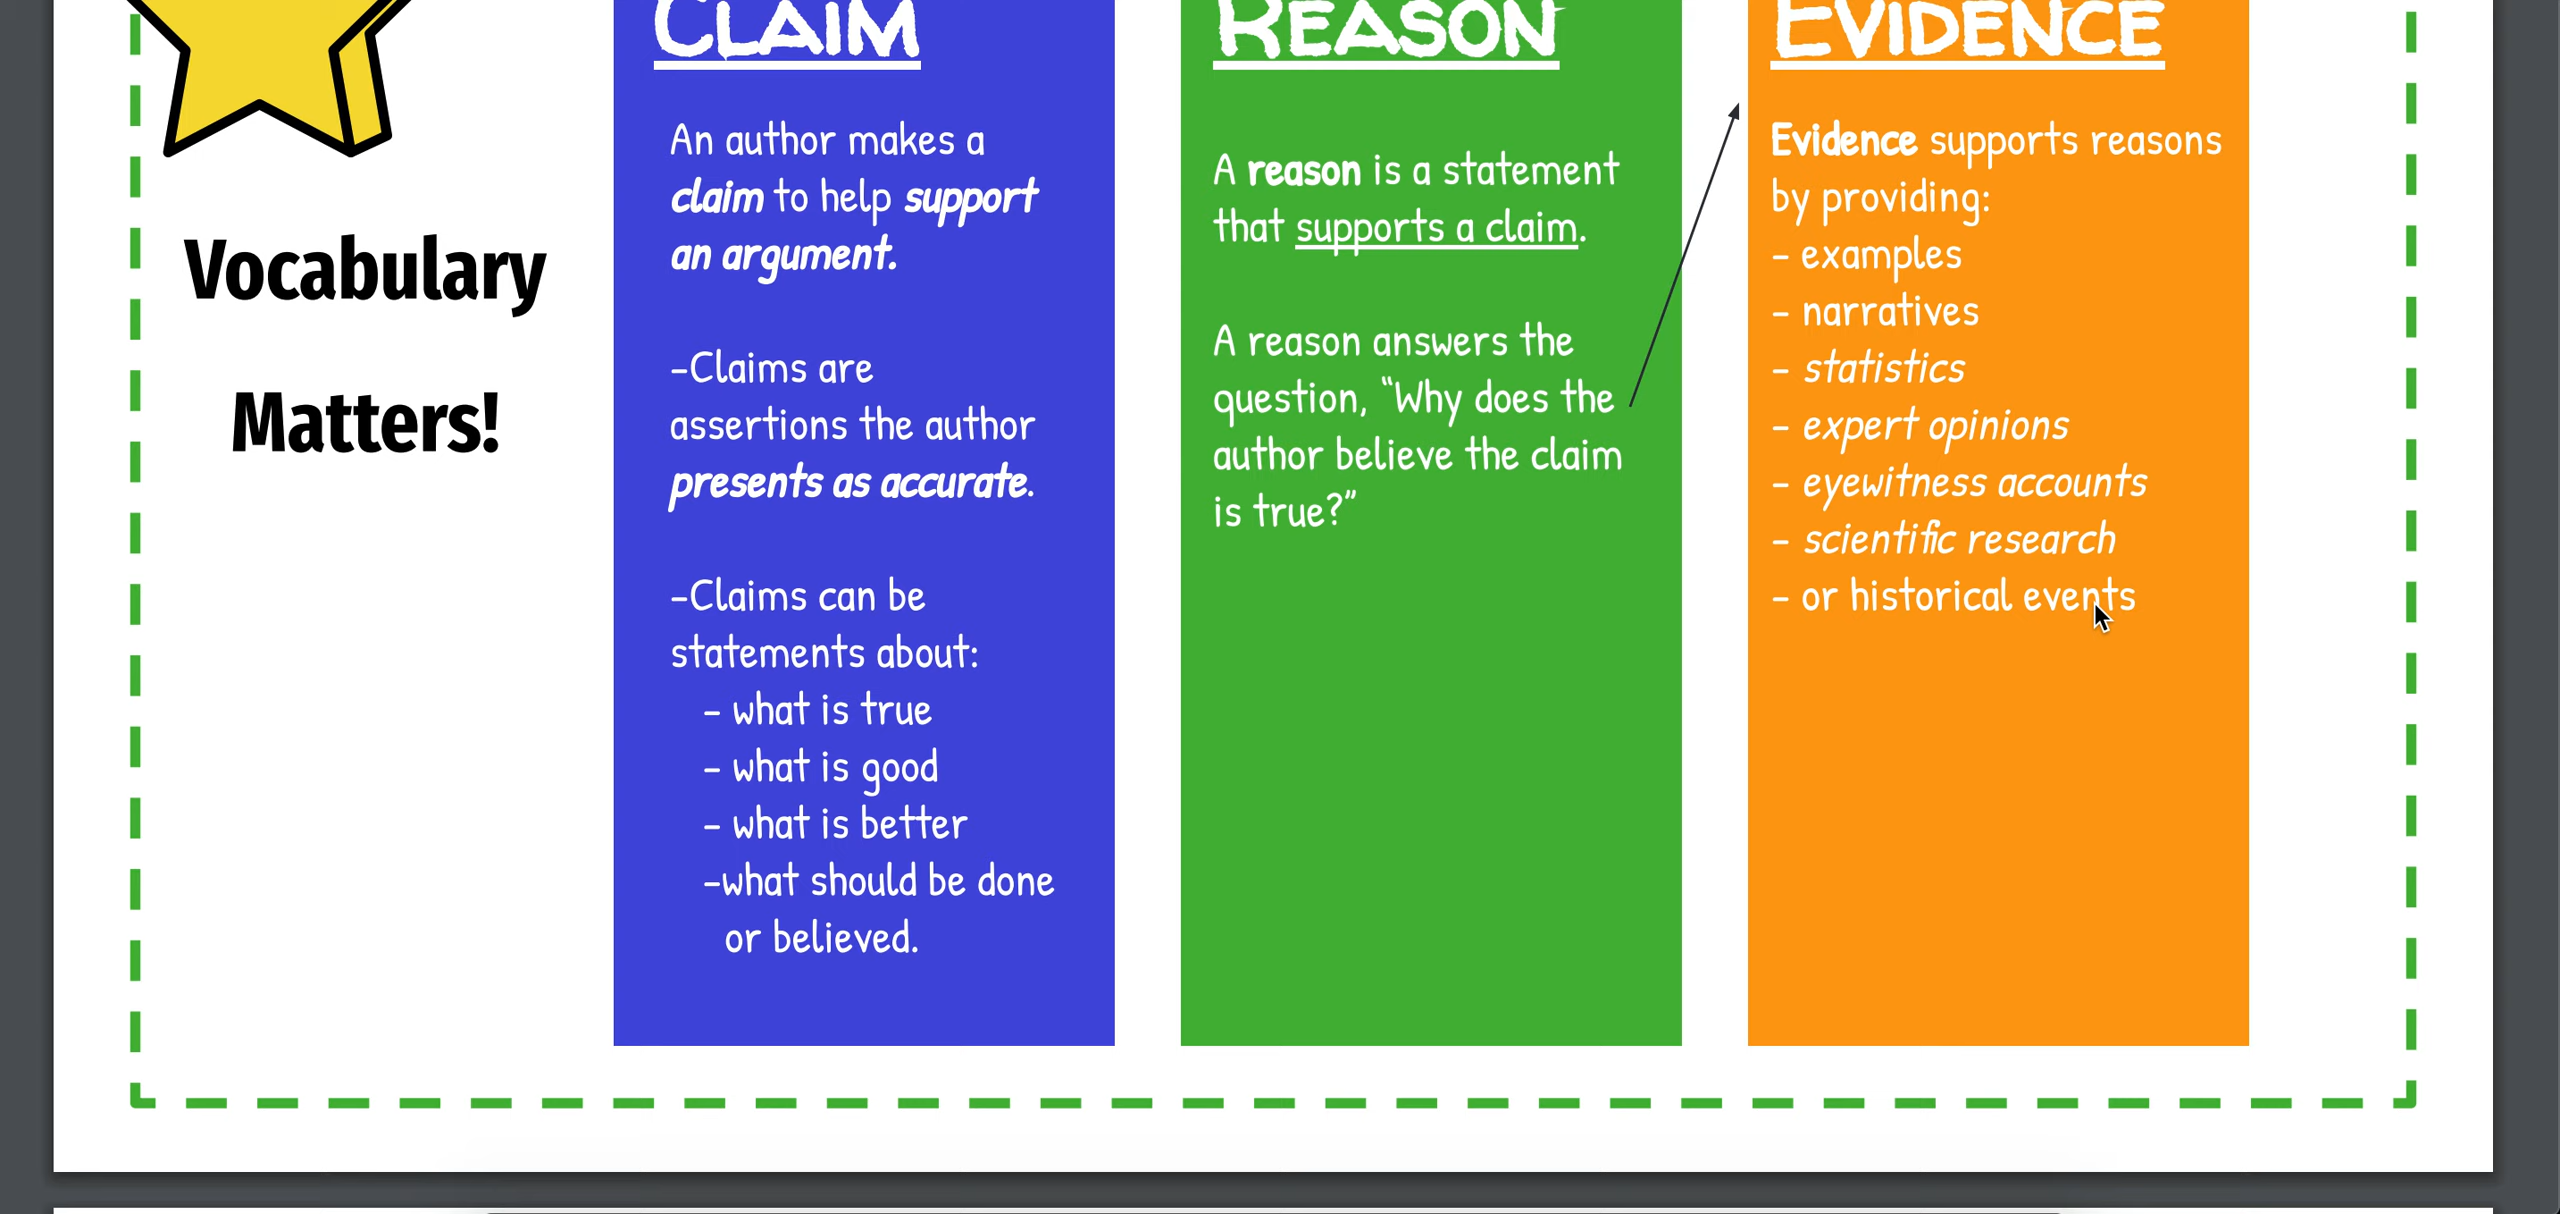 Vocabulary
Matters!
CLAIM
An author makes a
claim to help support
an argument.
-Claims are
assertions the author
presents as accurate.
-Claims can be
statements about:
- what is true
- what is good
- what is better
-what should be done
or believed.
REASON
A reason is a statement
that supports a claim.
A reason answers the
question, “Why does the
author believe the claim
is true?”
EVIDENCE
Evidence supports reasons
by providing:
- examples
- narratives
- statistics
- expert opinions
- eyewitness accounts
- scientific research
- or historical events